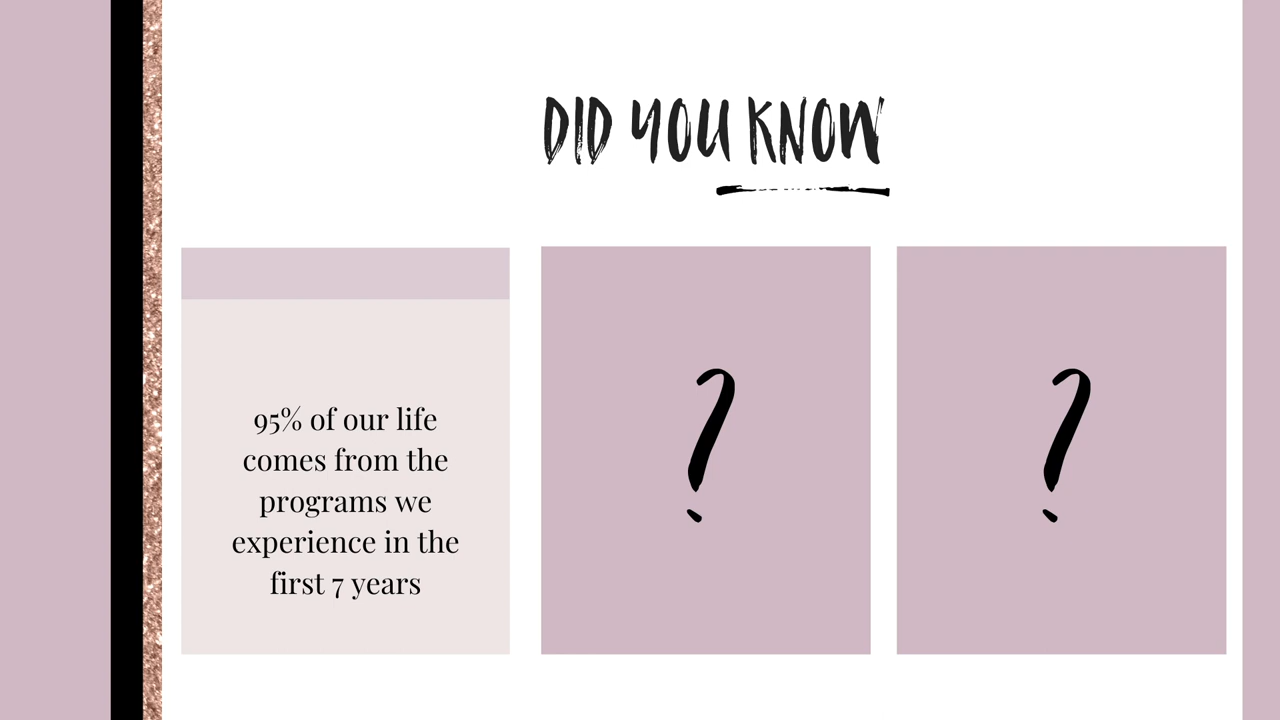 DID YOU KNOW
95% of our life
comes from the
programs we
experience in the
first 7 years
?
?